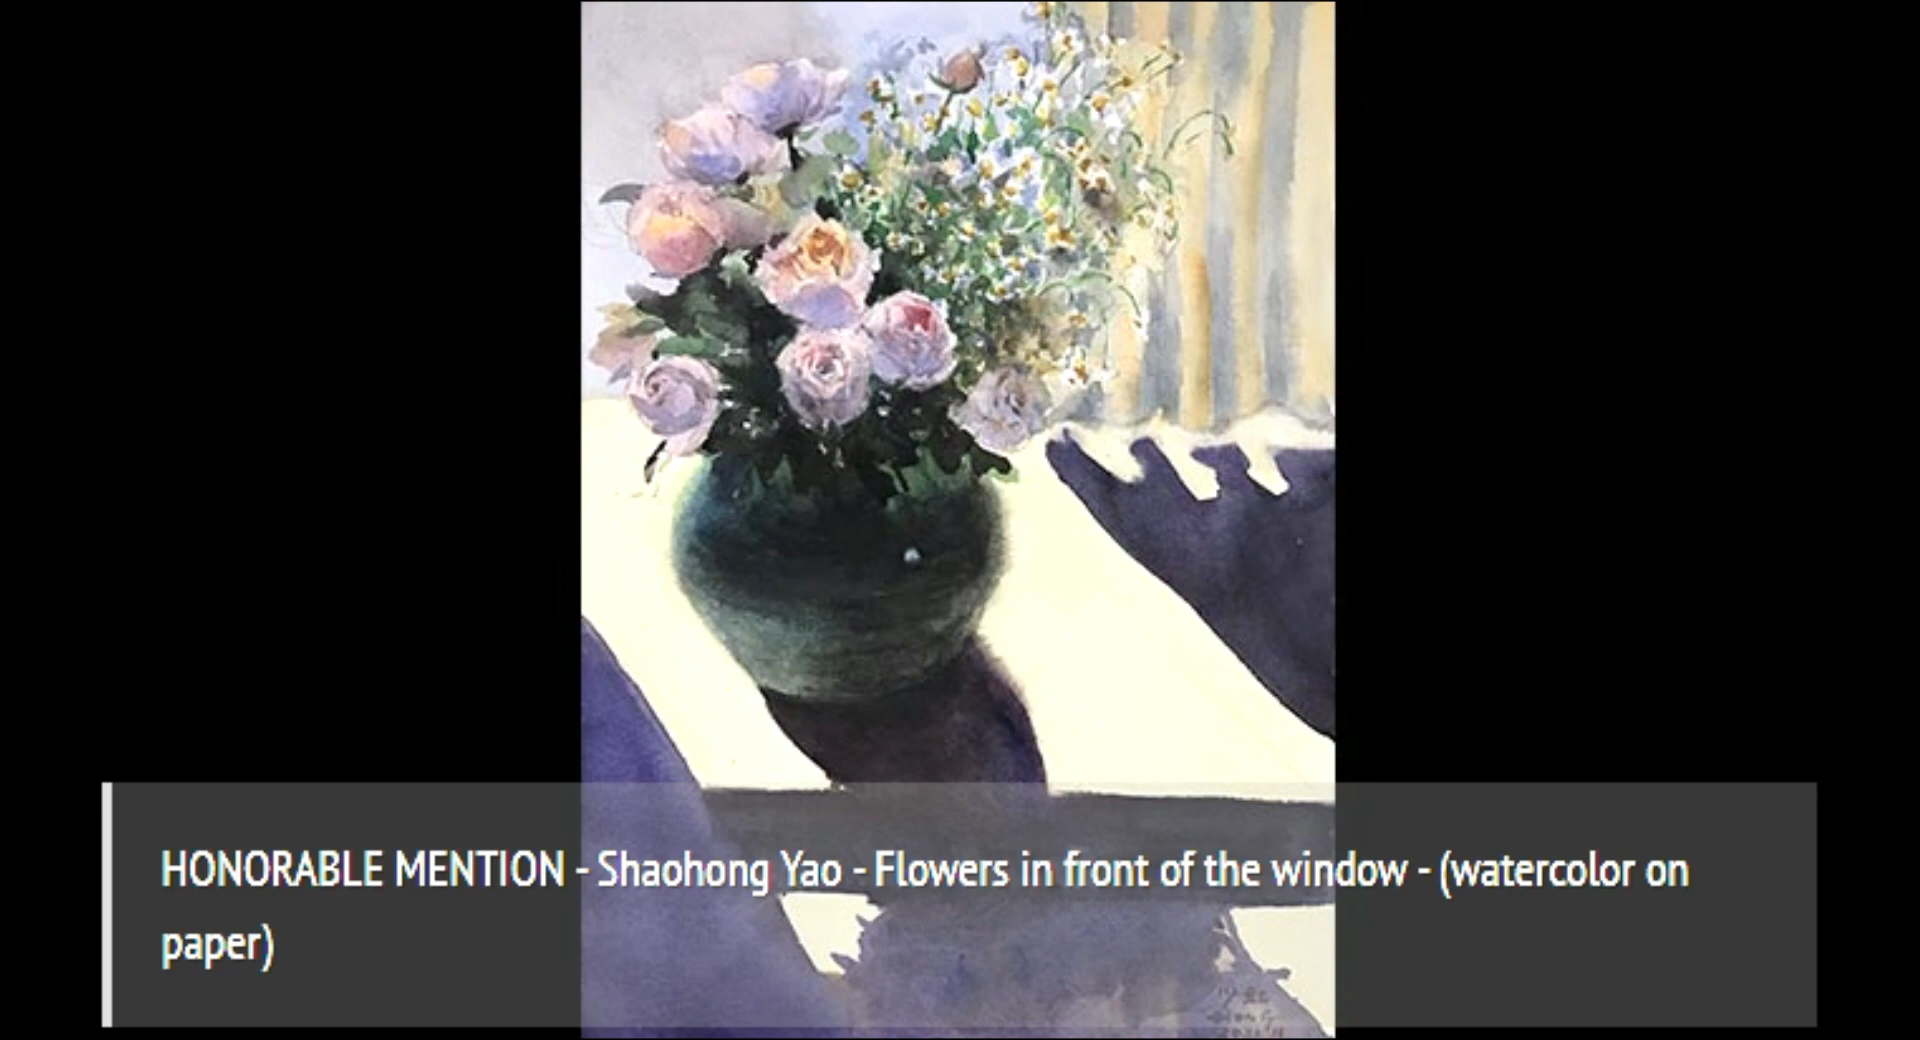 HONORABLE MENTION - Shaohong Yao - Flowers in front of the window - (watercolor on
paper)